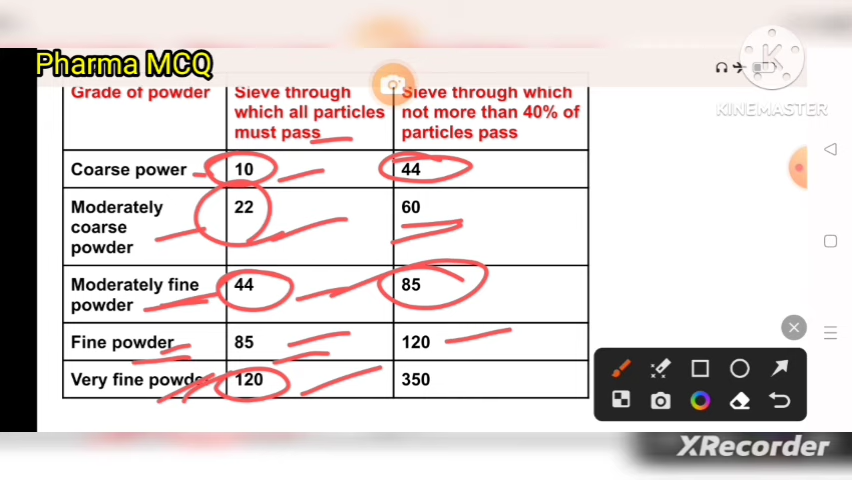 Pharma MCQ
KINEMASTER
Grade of powder
Sieve through
which all particles
must pass
Sieve through which
not more than 40% of
particles pass
Coarse power
10
44
Moderately
coarse
powder
22
60
Moderately fine
powder
44
85
Fine powder
85
120
Very fine powder
120
350
XRecorder